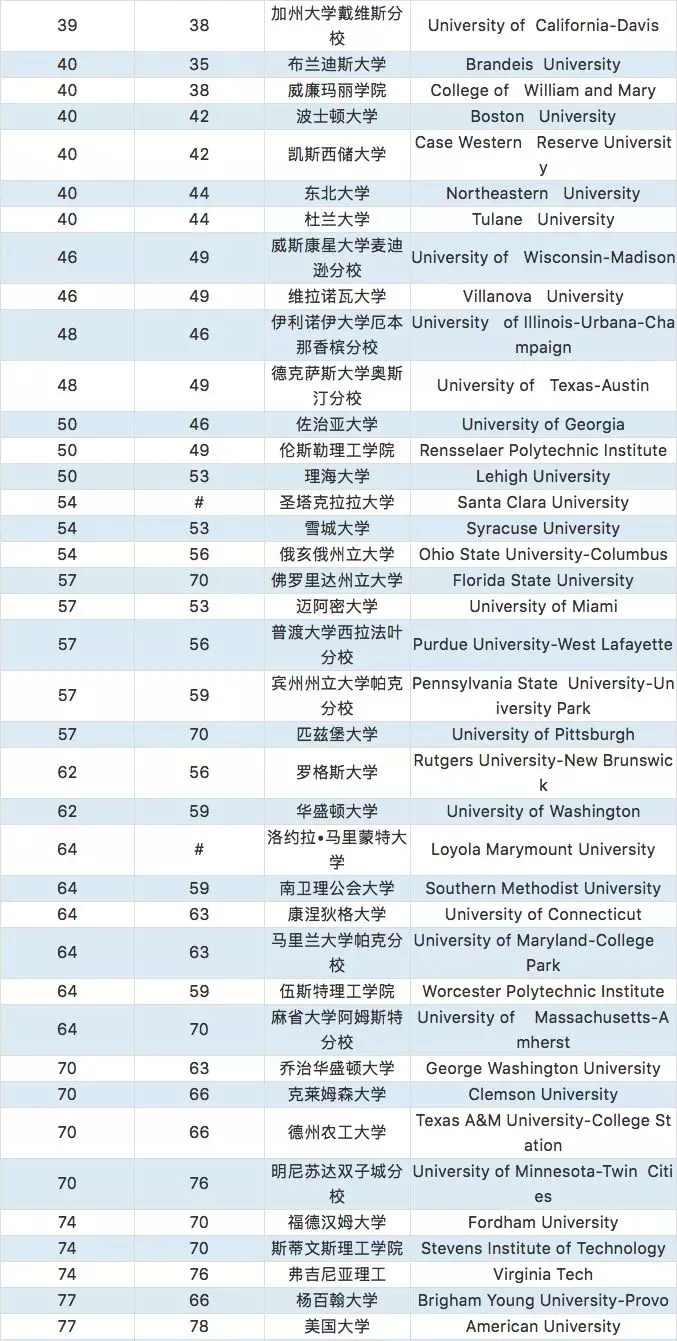 39 38 加州大学戴维斯分 University of California-Davis
校
40 35 布兰迪斯大学 Brandeis University
40 38 威廉玛丽学院 College of William and Mary
40 42 波士顿大学 Boston University
40 42 凯斯西储大学 Case Western Reserve Universit
y
40 44 东北大学 Northeastern University
40 44 杜兰大学 Tulane University
46 49 威斯康星大学麦迪 University of Wisconsin-Madison
逊分校
46 49 维拉诺瓦大学 Villanova University
48 46 伊利诺伊大学厄本 University of Illinois-Urbana-Cha
那香槟分校 mpaign
48 49 德克萨斯大学奥斯 University of Texas-Austin
汀分校
50 46 佐治亚大学 University of Georgia
50 49 伦斯勒理工学院 Rensselaer Polytechnic Institute
50 53 理海大学 Lehigh University
54 # 圣塔克拉拉大学 Santa Clara University
54 53 雪城大学 Syracuse University
54 56 俄亥俄州立大学 Ohio State University-Columbus
57 70 佛罗里达州立大学 Florida State University
57 53 迈阿密大学 University of Miami
57 56 普渡大学西拉法叶 Purdue University-West Lafayette
分校
57 59 宾州州立大学帕克 Pennsylvania State University-Un
分校 iversity Park
57 70 匹兹堡大学 University of Pittsburgh
62 56 罗格斯大学 Rutgers University-New Brunswic
k
62 59 华盛顿大学 University of Washington
64 # 洛约拉•马里蒙特大 Loyola Marymount University
学
64 59 南卫理公会大学 Southern Methodist University
64 63 康涅狄格大学 University of Connecticut
64 63 马里兰大学帕克分 University of Maryland-College
校 Park
64 59 伍斯特理工学院 Worcester Polytechnic Institute
64 70 麻省大学阿姆斯特 University of Massachusetts-A
分校 mherst
70 63 乔治华盛顿大学 George Washington University
70 66 克莱姆森大学 Clemson University
70 66 德州农工大学 Texas A&M University-College St
ation
70 76 明尼苏达双子城分 University of Minnesota-Twin Citi
校 es
74 70 福德汉姆大学 Fordham University
74 70 斯蒂文斯理工学院 Stevens Institute of Technology
74 76 弗吉尼亚理工 Virginia Tech
77 66 杨百翰大学 Brigham Young University-Provo
77 78 美国大学 American University